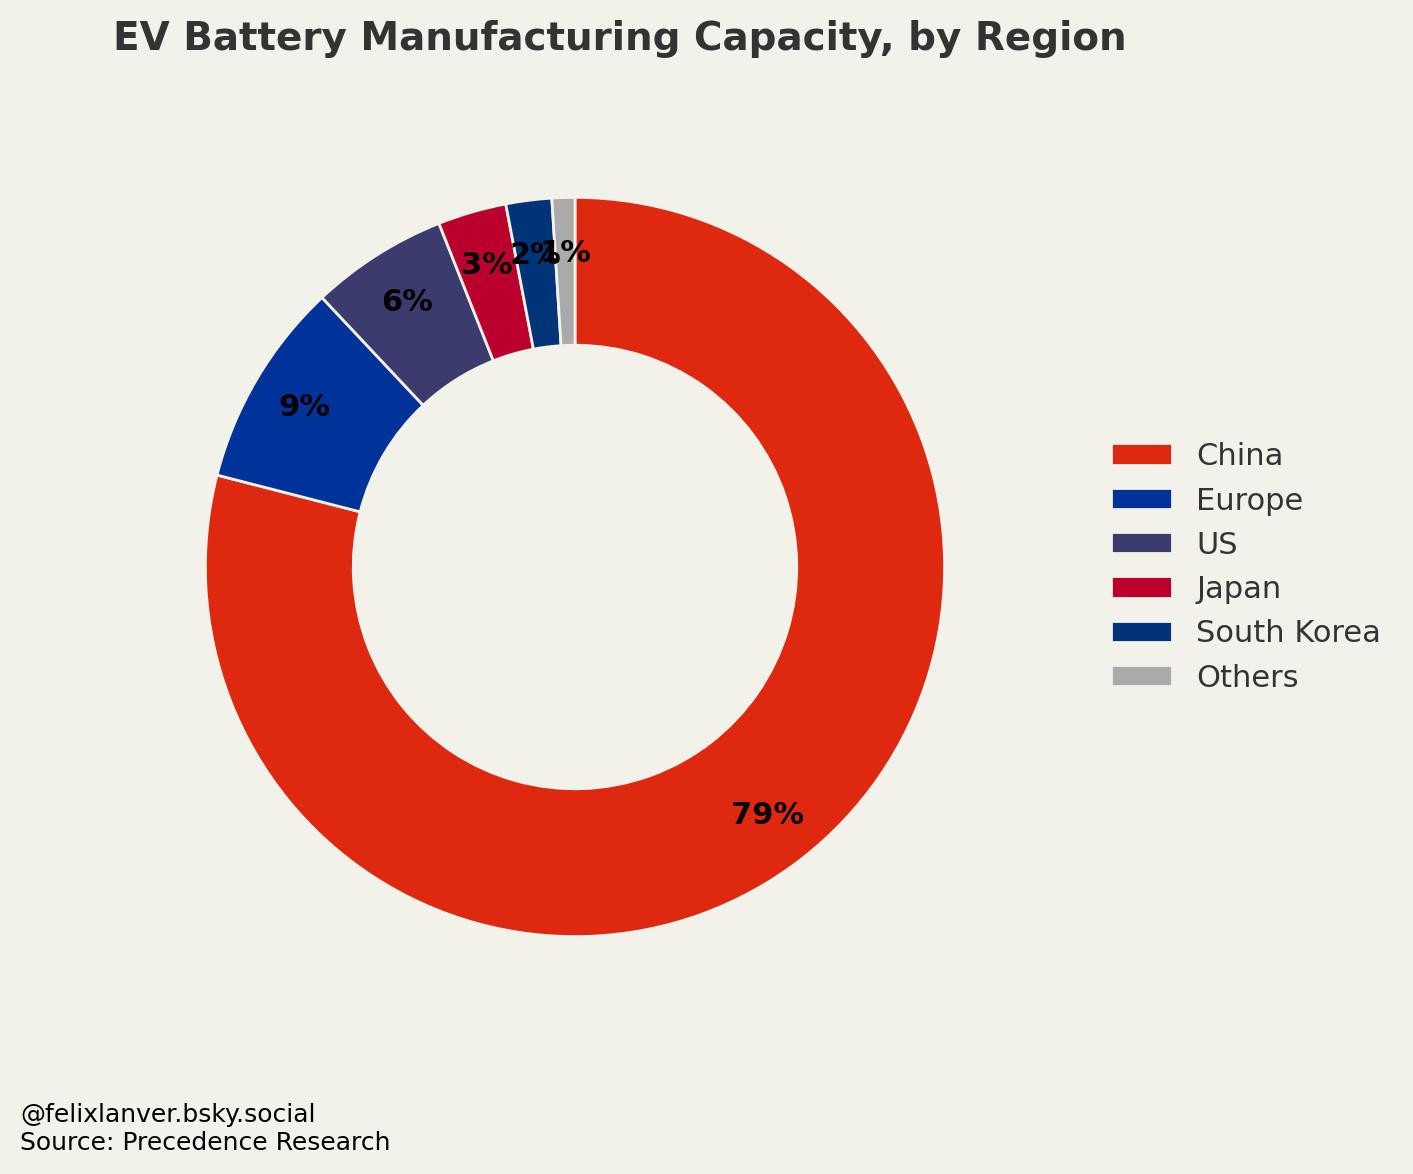 EV Battery Manufacturing Capacity, by Region
1%
2%
3%
6%
9%
79%
China
Europe
US
Japan
South Korea
Others
@felixlanver.bsky.social
Source: Precedence Research